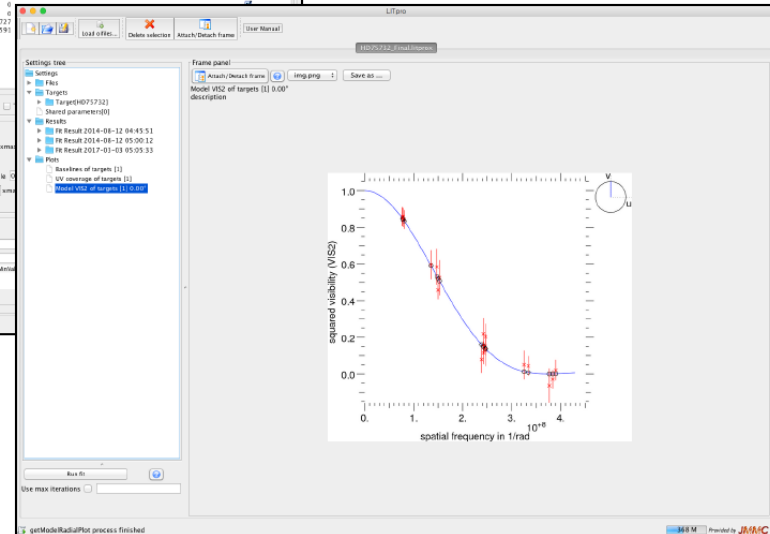 0
727
591
LITpro
Load oifiles...
Delete selection
Attach/Detach frame
User Manual
HD75732_Final.litprox
Settings tree
Settings
Files
Targets
Target[HD75732]
Shared parameters[0]
Results
Fit Result 2014-08-12 04:45:51
Fit Result 2014-08-12 05:00:12
Fit Result 2017-03-03 05:05:33
Plots
Baselines of targets [1]
UV coverage of targets [1]
Model VIS2 of targets [1] 0.00°
Run fit
Use max iterations
Frame panel
Attach/Detach frame
img.png
Save as ...
Model VIS2 of targets [1] 0.00°
description
v
u
1.0
0.8
0.6
0.4
0.2
0.0
squared visibility (VIS2)
0. 1. 2. 3. 4.
10+8
spatial frequency in 1/rad
getModelRadialPlot process finished
368 M
Provided by JMMC